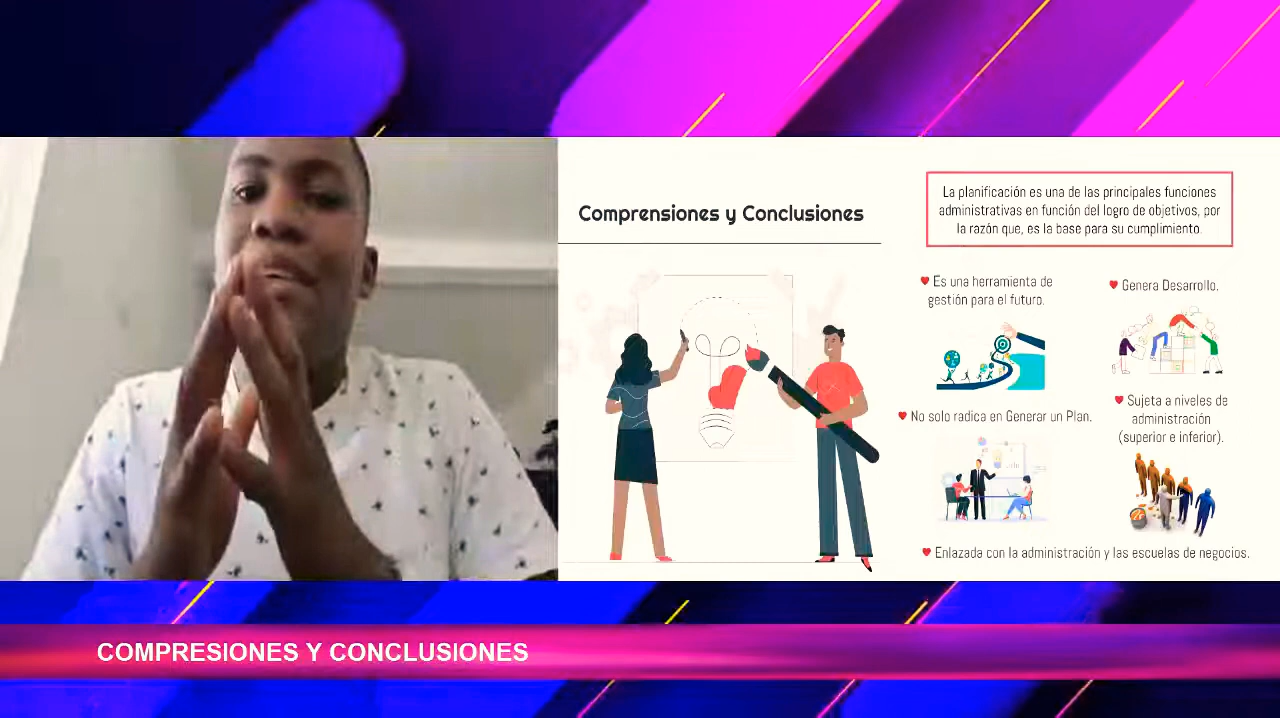 Comprensiones y Conclusiones
La planificación es una de las principales funciones
administrativas en función del logro de objetivos, por
la razón que, es la base para su cumplimiento.
Es una herramienta de
gestión para el futuro.
Genera Desarrollo.
No solo radica en Generar un Plan.
Sujeta a niveles de
administración
(superior e inferior).
Enlazada con la administración y las escuelas de negocios.
COMPRESIONES Y CONCLUSIONES